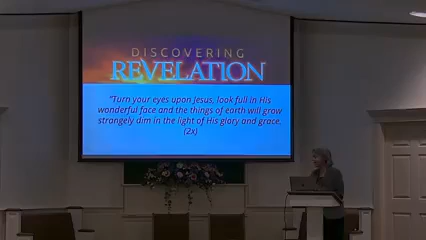 DISCOVERING
REVELATION
"Turn your eyes upon Jesus, look full in His
wonderful face and the things of earth will grow
strangely dim in the light of His glory and grace.
(2x)